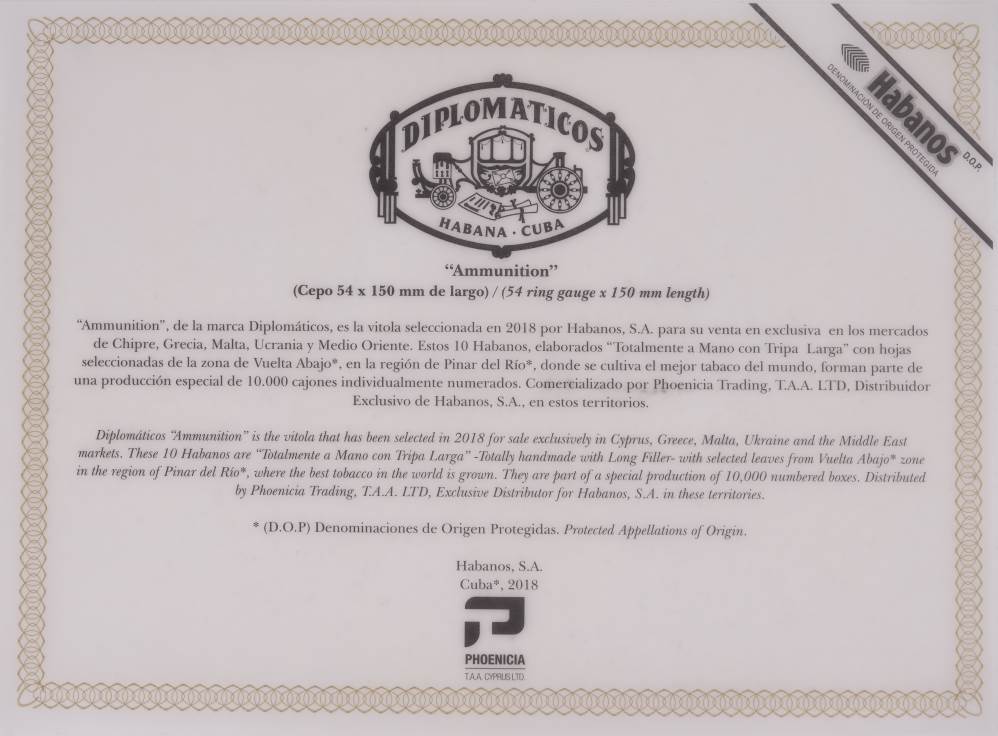 Habanos
D.O.P.
DENOMINACIÓN DE ORIGEN PROTEGIDA
DIPLOMATICOS
HABANA · CUBA
“Ammunition”
(Cepo 54 x 150 mm de largo) / (54 ring gauge x 150 mm length)
“Ammunition”, de la marca Diplomáticos, es la vitola seleccionada en 2018 por Habanos, S.A. para su venta en exclusiva en los mercados
de Chipre, Grecia, Malta, Ucrania y Medio Oriente. Estos 10 Habanos, elaborados “Totalmente a Mano con Tripa Larga” con hojas
seleccionadas de la zona de Vuelta Abajo*, en la región de Pinar del Río*, donde se cultiva el mejor tabaco del mundo, forman parte de
una producción especial de 10.000 cajones individualmente numerados. Comercializado por Phoenicia Trading, T.A.A. LTD, Distribuidor
Exclusivo de Habanos, S.A., en estos territorios.
Diplomáticos “Ammunition” is the vitola that has been selected in 2018 for sale exclusively in Cyprus, Greece, Malta, Ukraine and the Middle East
markets. These 10 Habanos are “Totalmente a Mano con Tripa Larga” -Totally handmade with Long Filler- with selected leaves from Vuelta Abajo* zone
in the region of Pinar del Río*, where the best tobacco in the world is grown. They are part of a special production of 10,000 numbered boxes. Distributed
by Phoenicia Trading, T.A.A. LTD, Exclusive Distributor for Habanos, S.A. in these territories.
* (D.O.P) Denominaciones de Origen Protegidas. Protected Appellations of Origin.
Habanos, S.A.
Cuba*, 2018
PHOENICIA
T.A.A. CYPRUS LTD.